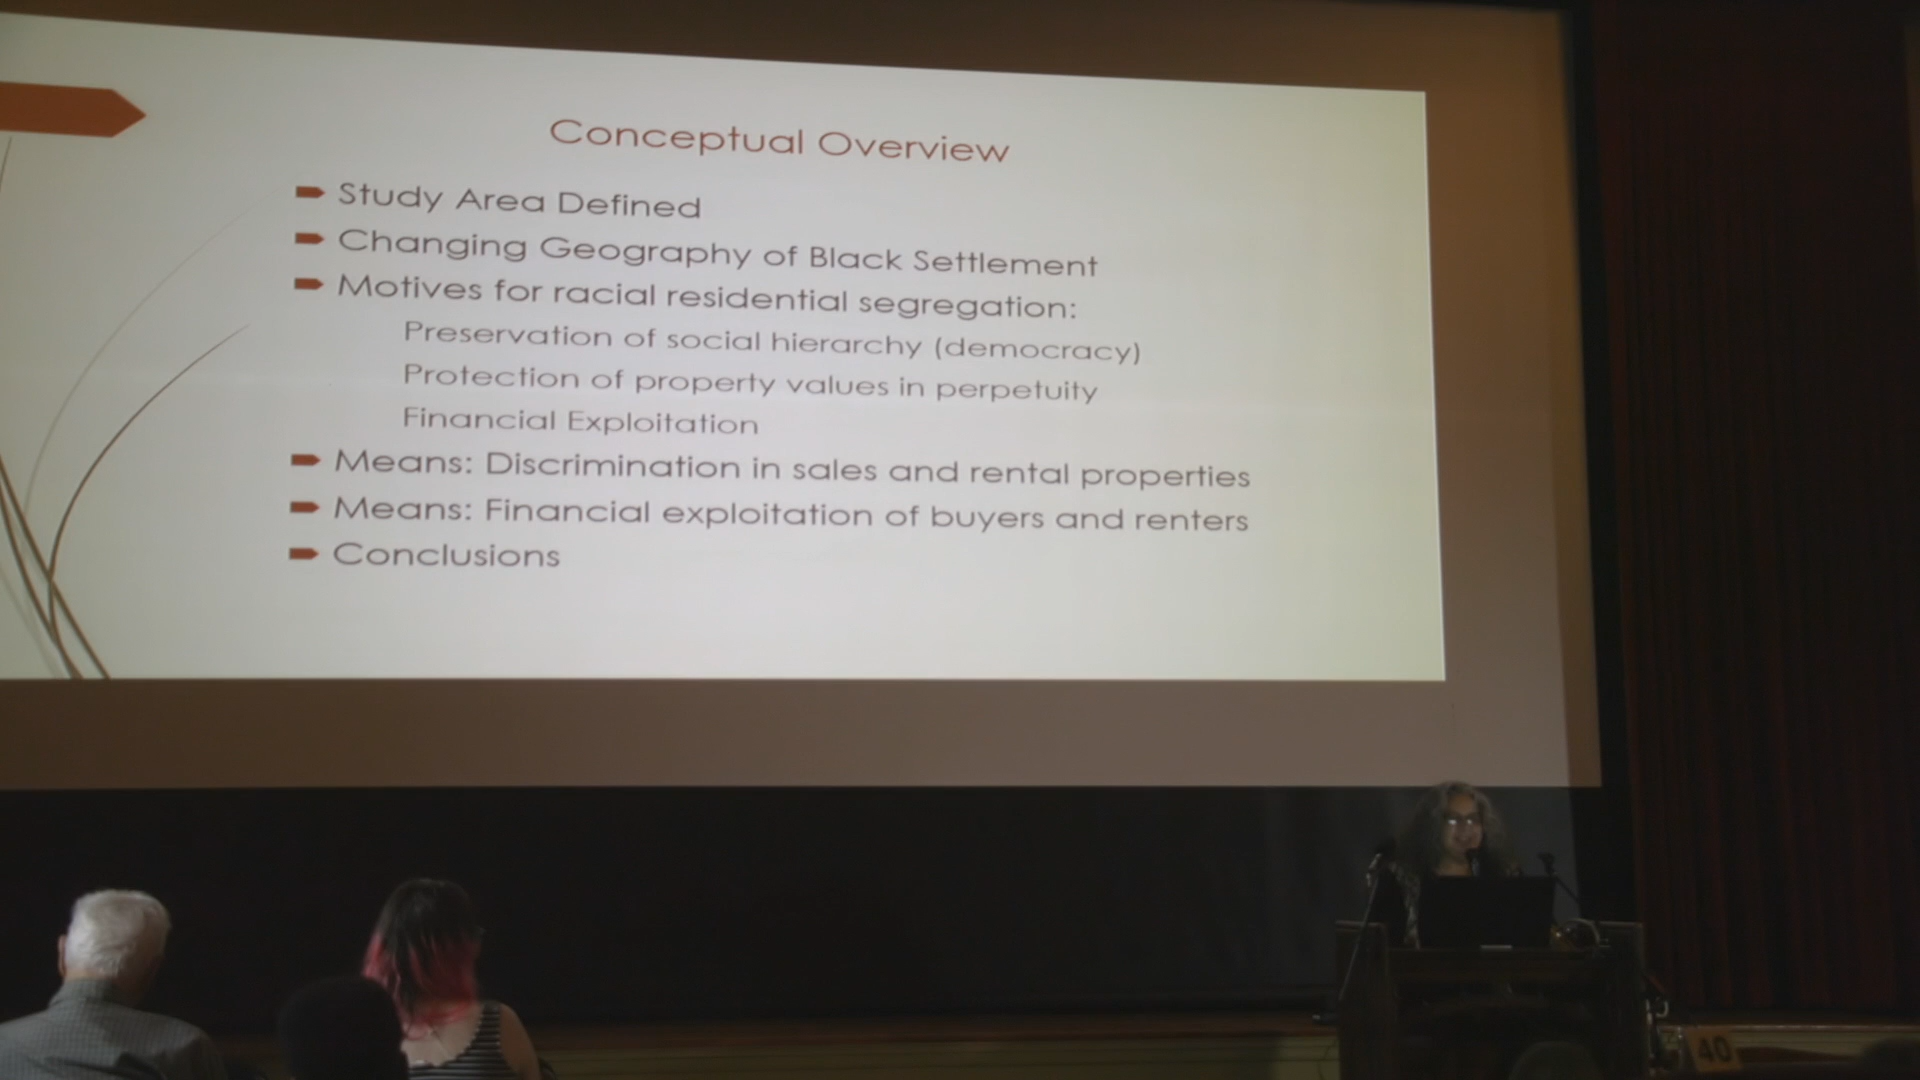 Conceptual Overview
Study Area Defined
Changing Geography of Black Settlement
Motives for racial residential segregation:
Preservation of social hierarchy (democracy)
Protection of property values in perpetuity
Financial Exploitation
Means: Discrimination in sales and rental properties
Means: Financial exploitation of buyers and renters
Conclusions
40